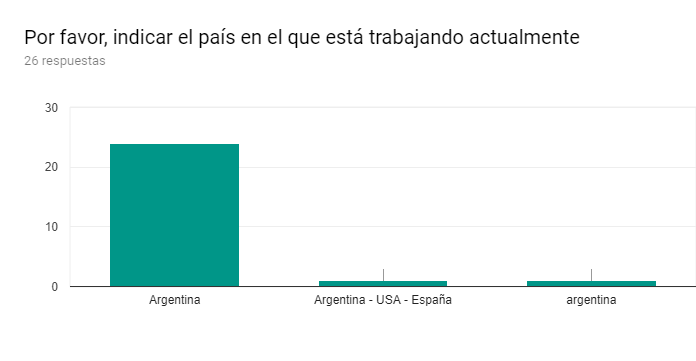 Por favor, indicar el país en el que está trabajando actualmente
26 respuestas
30
20
10
0
Argentina
Argentina - USA - España
argentina